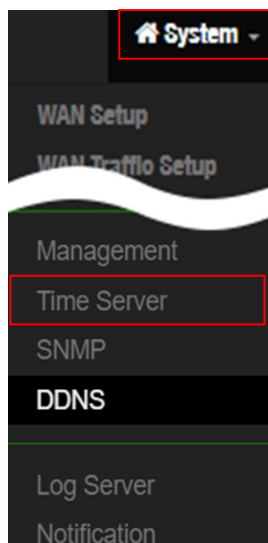 System
WAN Setup
WAN Traffic Setup
Management
Time Server
SNMP
DDNS
Log Server
Notification